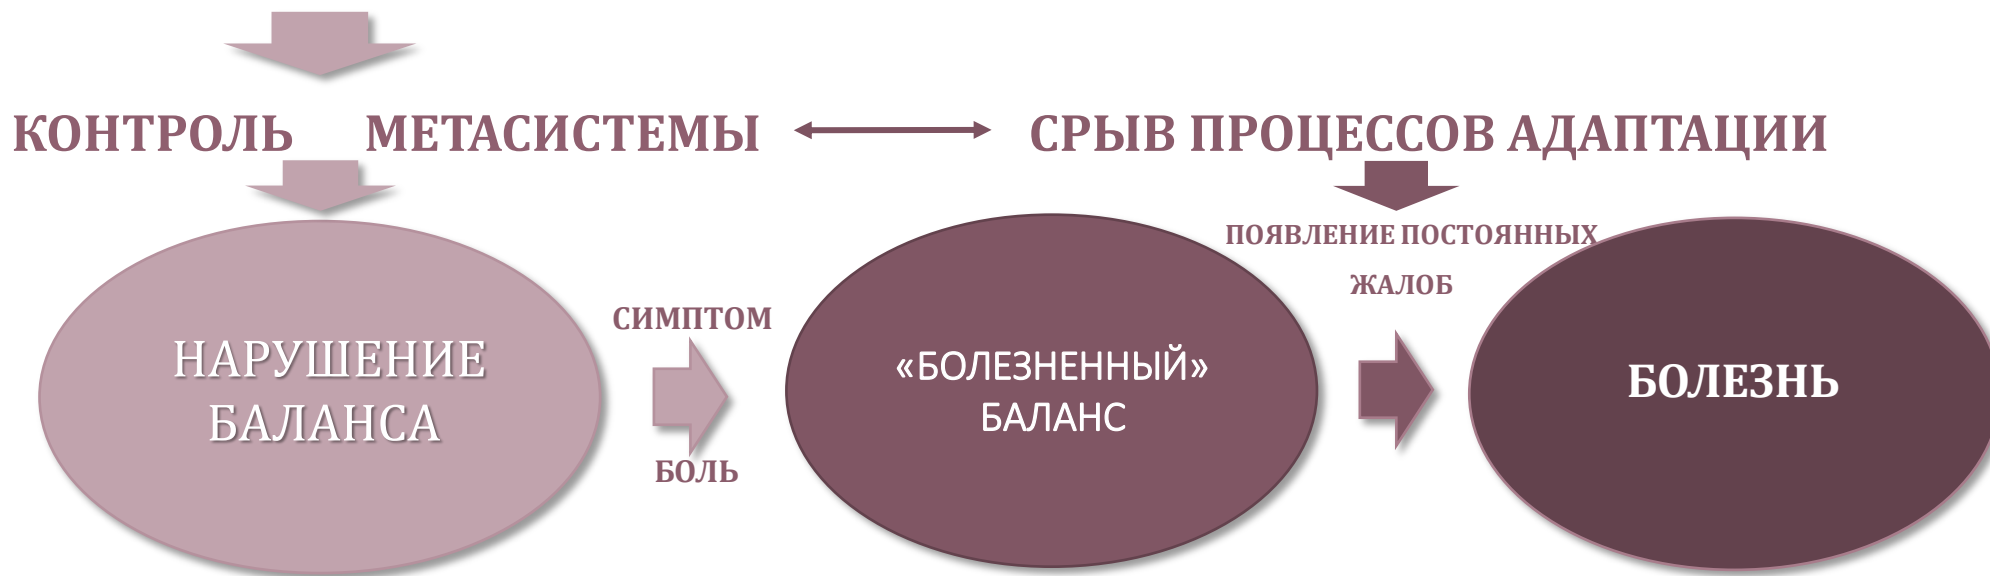 КОНТРОЛЬ МЕТАСИСТЕМЫ СРЫВ ПРОЦЕССОВ АДАПТАЦИИ
НАРУШЕНИЕ
БАЛАНСА
СИМПТОМ
БОЛЬ
«БОЛЕЗНЕННЫЙ»
БАЛАНС
ПОЯВЛЕНИЕ ПОСТОЯННЫХ
ЖАЛОБ
БОЛЕЗНЬ